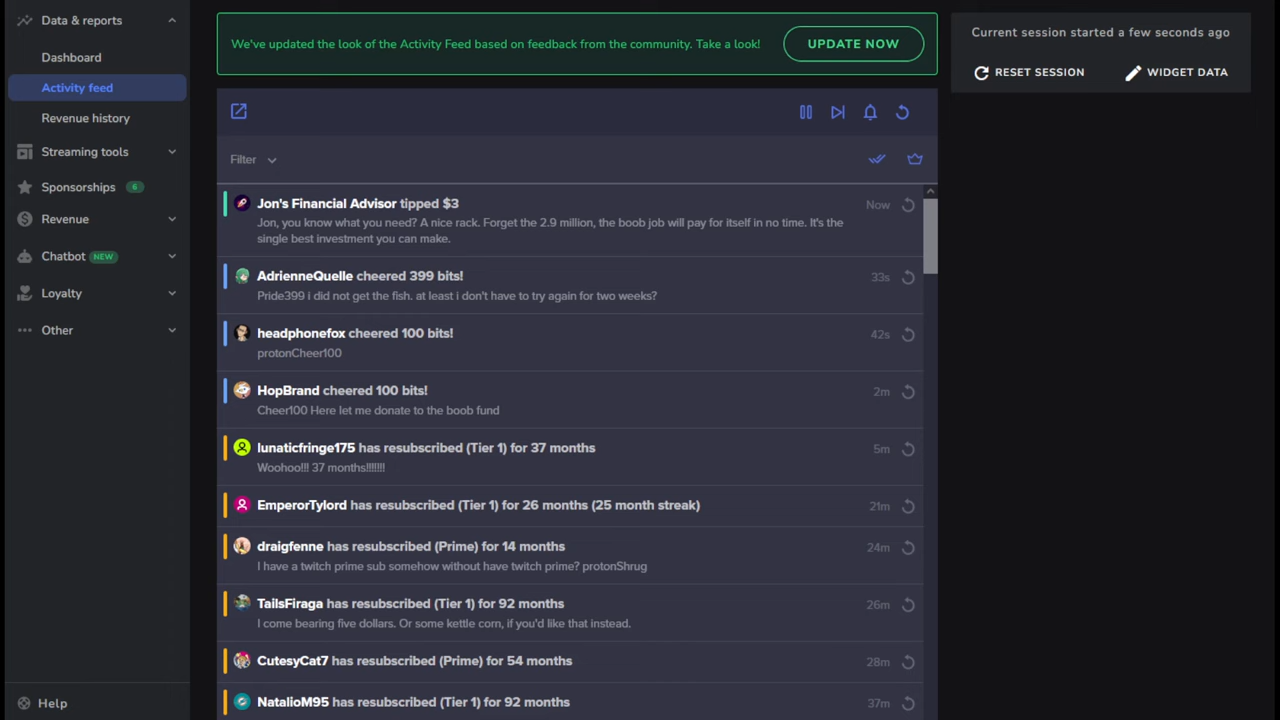 Data & reports
Dashboard
Activity feed
Revenue history
Streaming tools
Sponsorships 6
Revenue
Chatbot NEW
Loyalty
Other
Help
We've updated the look of the Activity Feed based on feedback from the community. Take a look!
UPDATE NOW
Current session started a few seconds ago
RESET SESSION
WIDGET DATA
Filter
Jon's Financial Advisor tipped $3
Now
Jon, you know what you need? A nice rack. Forget the 2.9 million, the boob job will pay for itself in no time. It's the
single best investment you can make.
AdrienneQuelle cheered 399 bits!
33s
Pride399 i did not get the fish. at least i don't have to try again for two weeks?
headphonefox cheered 100 bits!
42s
protonCheer100
HopBrand cheered 100 bits!
2m
Cheer100 Here let me donate to the boob fund
lunaticfringe175 has resubscribed (Tier 1) for 37 months
5m
Woohoo!!! 37 months!!!!!!!
EmperorTylord has resubscribed (Tier 1) for 26 months (25 month streak)
21m
draigfenne has resubscribed (Prime) for 14 months
24m
I have a twitch prime sub somehow without have twitch prime? protonShrug
TailsFiraga has resubscribed (Tier 1) for 92 months
26m
I come bearing five dollars. Or some kettle corn, if you'd like that instead.
CutesyCat7 has resubscribed (Prime) for 54 months
28m
NatalioM95 has resubscribed (Tier 1) for 92 months
37m